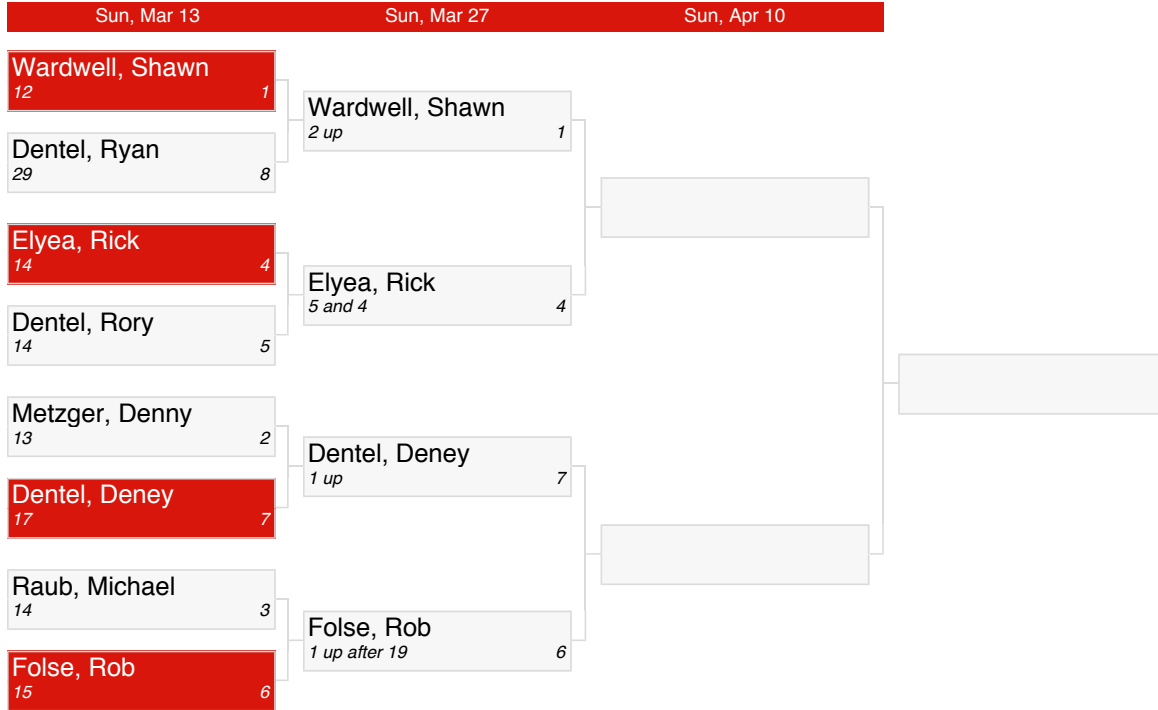 Sun, Mar 13
Sun, Mar 27
Sun, Apr 10
Wardwell, Shawn
12 1
Dentel, Ryan
29 8
Elyea, Rick
14 4
Dentel, Rory
14 5
Metzger, Denny
13 2
Dentel, Deney
17 7
Raub, Michael
14 3
Folse, Rob
15 6
Wardwell, Shawn
2 up 1
Elyea, Rick
5 and 4 4
Dentel, Deney
1 up 7
Folse, Rob
1 up after 19 6